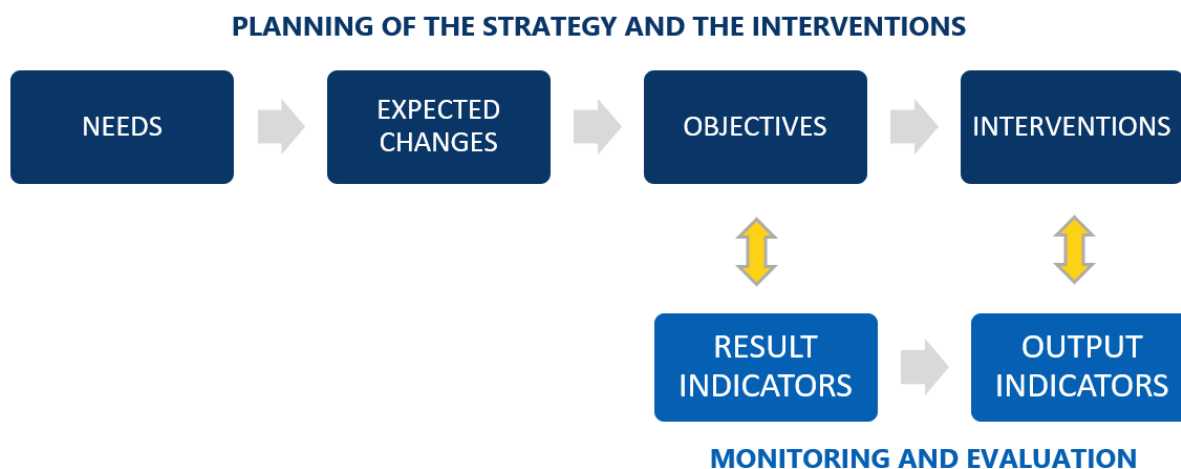 PLANNING OF THE STRATEGY AND THE INTERVENTIONS
NEEDS
EXPECTED
CHANGES
OBJECTIVES
INTERVENTIONS
RESULT
INDICATORS
OUTPUT
INDICATORS
MONITORING AND EVALUATION